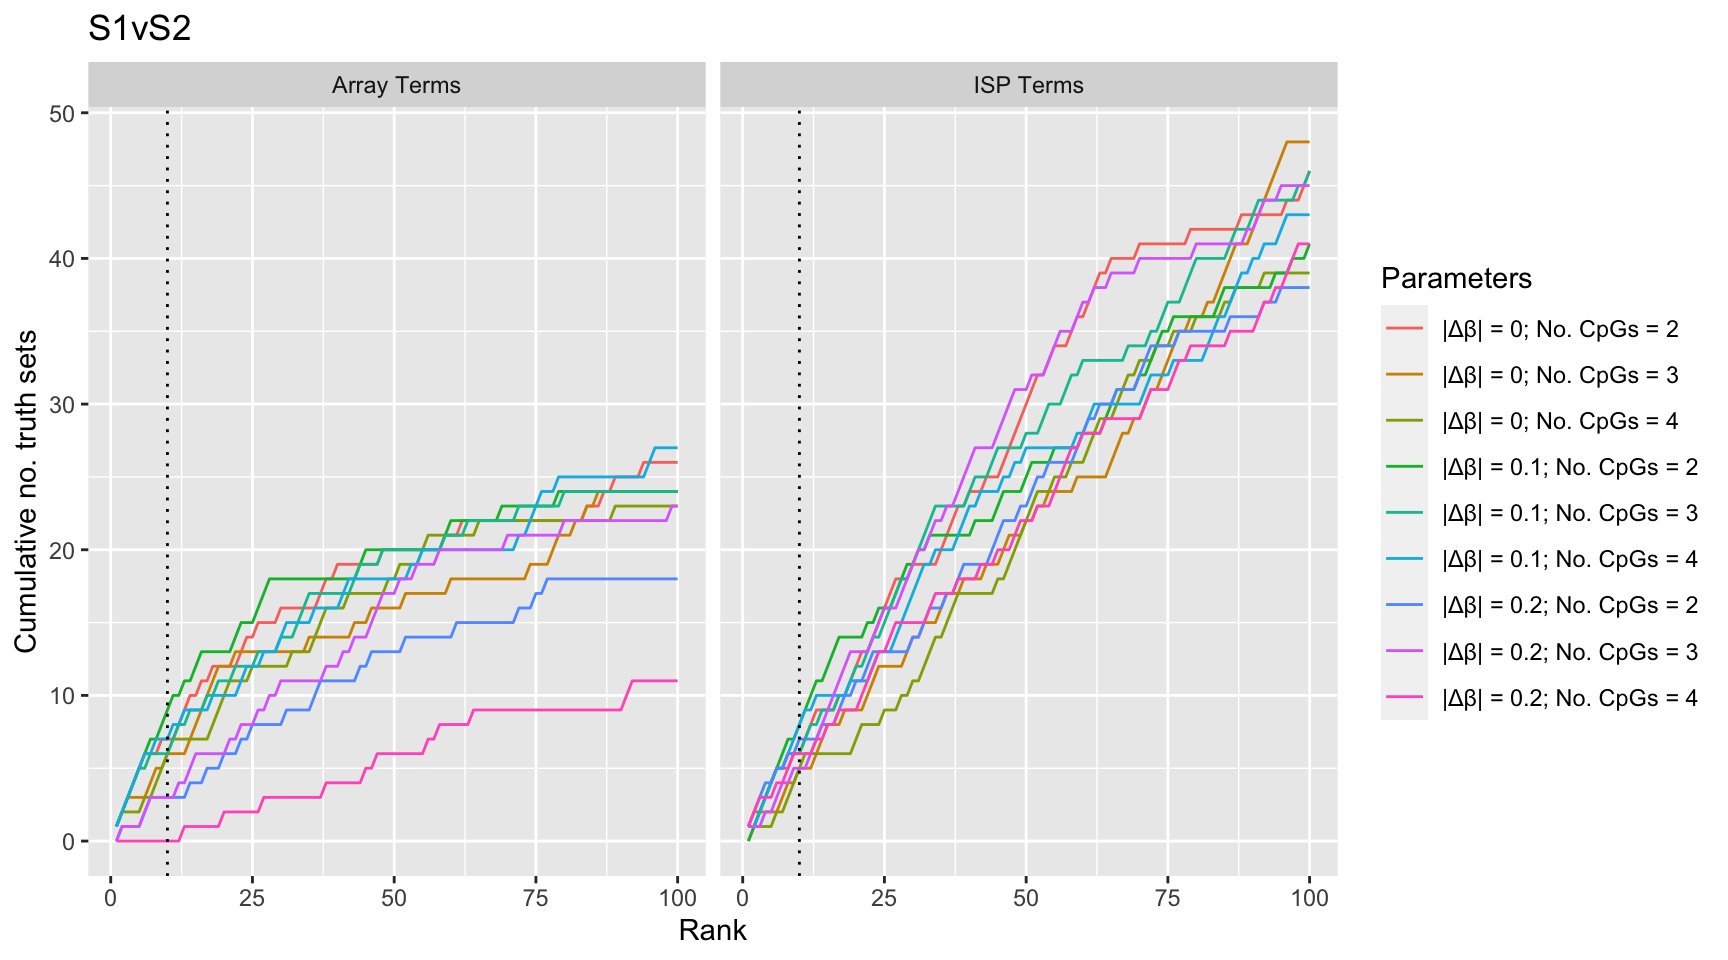 S1vS2
Array Terms
ISP Terms
50
40
30
20
10
0
Cumulative no. truth sets
0 25 50 75 100
0 25 50 75 100
Rank
Parameters
|Δβ| = 0; No. CpGs = 2
|Δβ| = 0; No. CpGs = 3
|Δβ| = 0; No. CpGs = 4
|Δβ| = 0.1; No. CpGs = 2
|Δβ| = 0.1; No. CpGs = 3
|Δβ| = 0.1; No. CpGs = 4
|Δβ| = 0.2; No. CpGs = 2
|Δβ| = 0.2; No. CpGs = 3
|Δβ| = 0.2; No. CpGs = 4